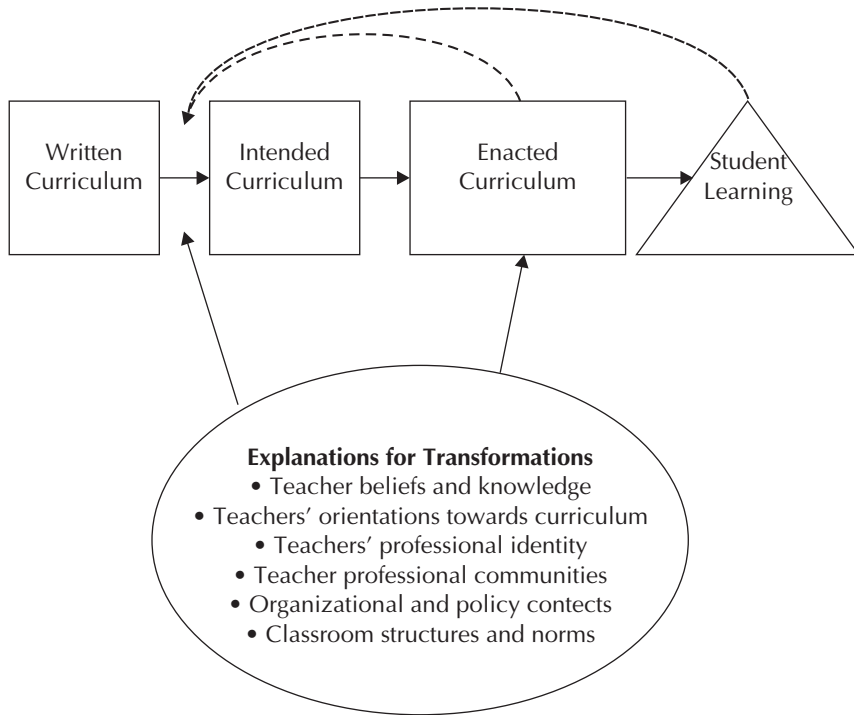 Written
Curriculum
Intended
Curriculum
Enacted
Curriculum
Student
Learning
Explanations for Transformations
• Teacher beliefs and knowledge
• Teachers’ orientations towards curriculum
• Teachers’ professional identity
• Teacher professional communities
• Organizational and policy contects
• Classroom structures and norms